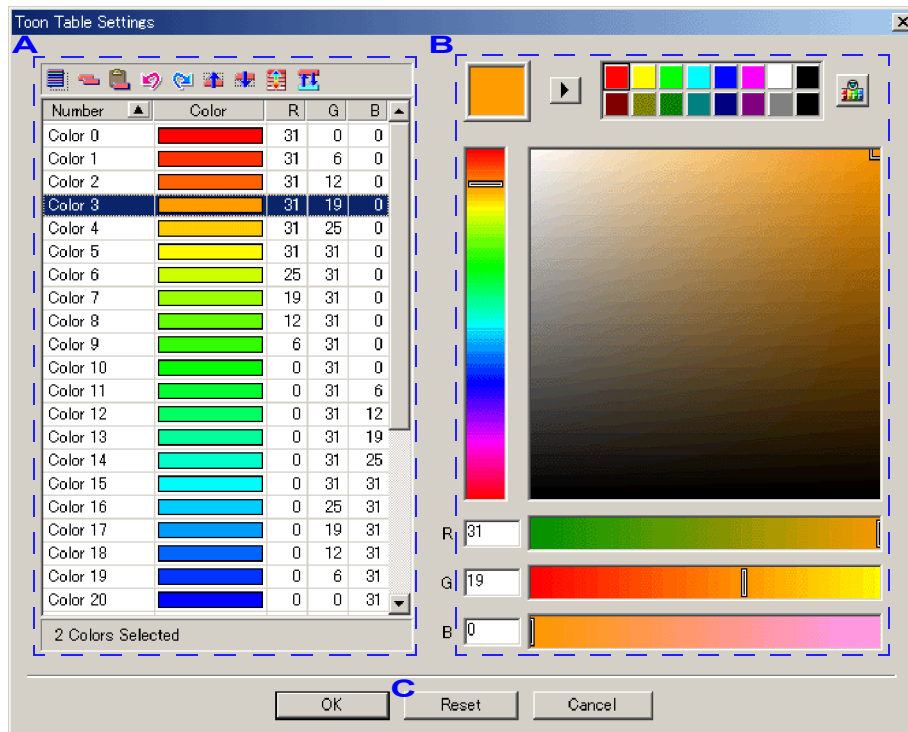 Toon Table Settings
A
B
Number Color R G B
Color 0 31 0 0
Color 1 31 6 0
Color 2 31 12 0
Color 3 31 19 0
Color 4 31 25 0
Color 5 31 31 0
Color 6 25 31 0
Color 7 19 31 0
Color 8 12 31 0
Color 9 6 31 0
Color 10 0 31 0
Color 11 0 31 6
Color 12 0 31 12
Color 13 0 31 19
Color 14 0 31 25
Color 15 0 31 31
Color 16 0 25 31
Color 17 0 19 31
Color 18 0 12 31
Color 19 0 6 31
Color 20 0 0 31
2 Colors Selected
R 31
G 19
B 0
C
OK
Reset
Cancel